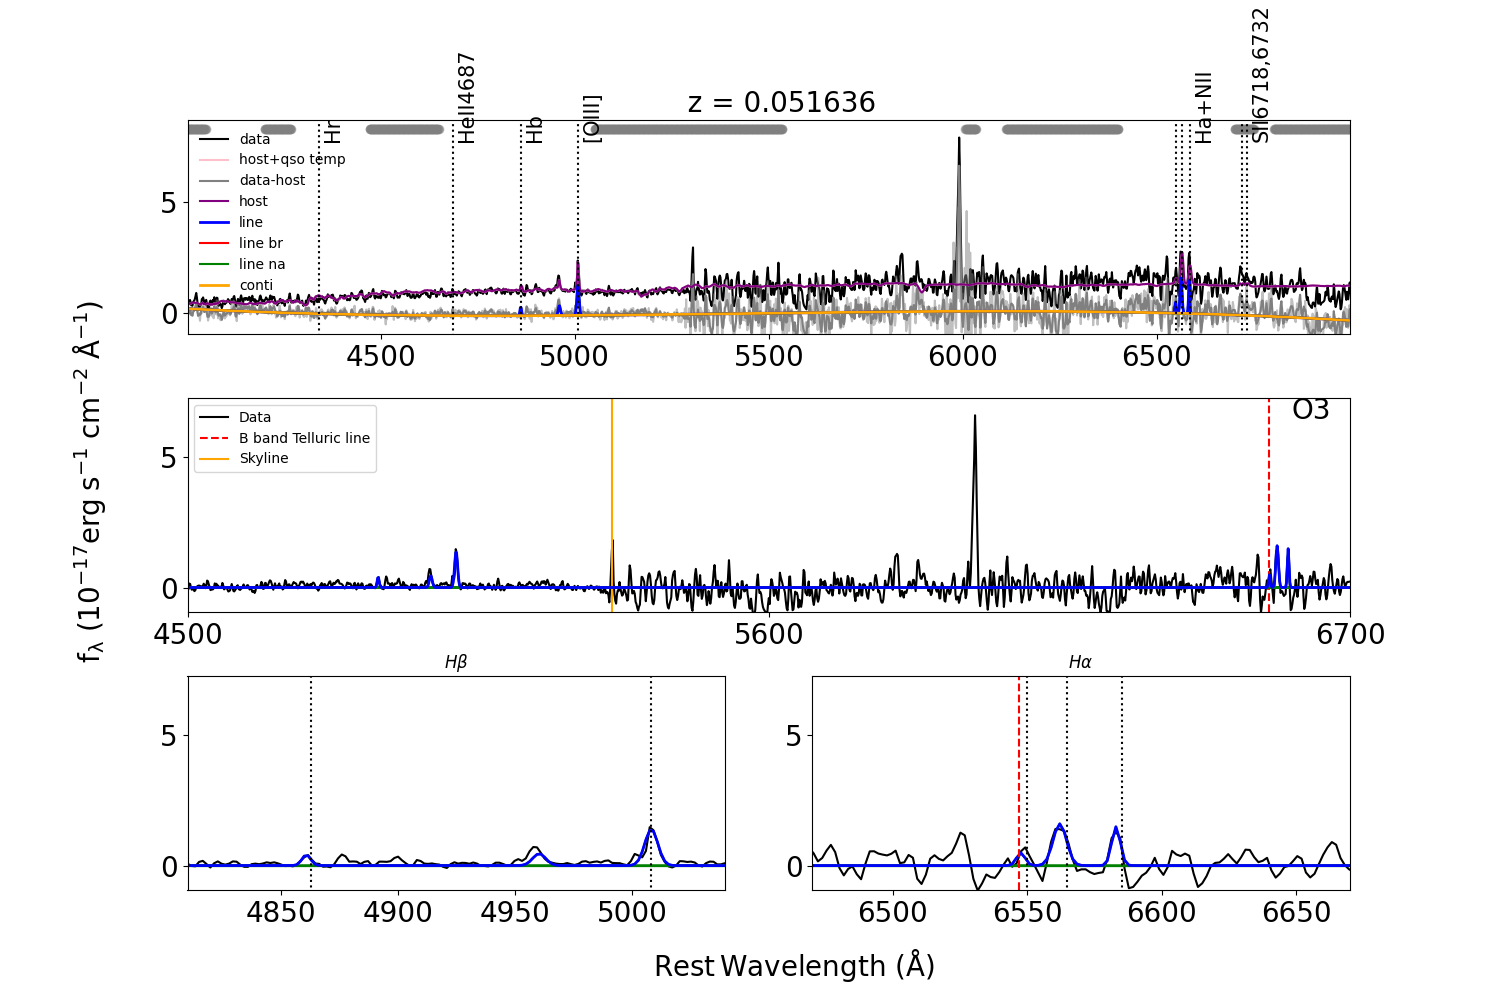 z = 0.051636
Hr
HeII4687
Hb
[OIII]
Ha+NII
SII6718,6732
data
host+qso temp
data-host
host
line
line br
line na
conti
5
0
4500
5000
5500
6000
6500
O3
Data
B band Telluric line
Skyline
5
0
4500
5600
6700
fλ (10⁻¹⁷erg s⁻¹ cm⁻² Å⁻¹)
Hβ
5
0
4850
4900
4950
5000
Hα
5
0
6500
6550
6600
6650
Rest Wavelength (Å)